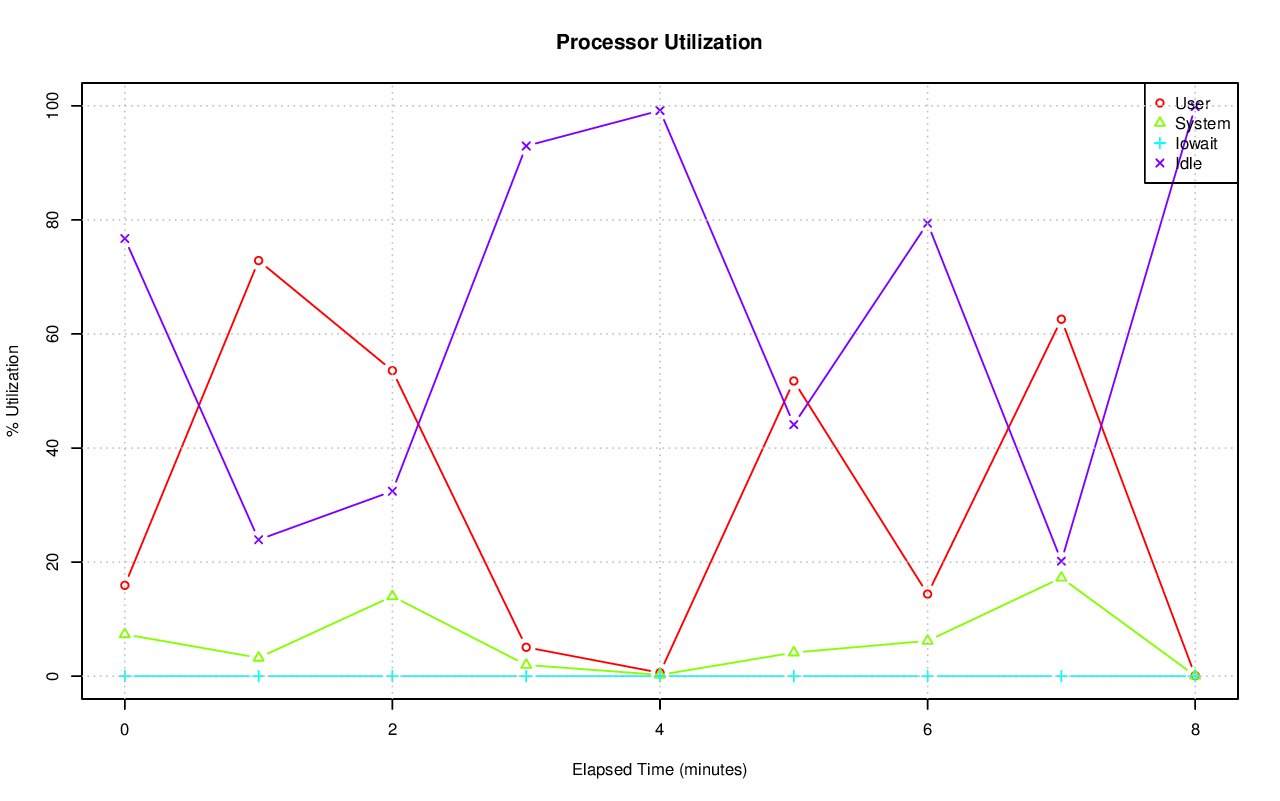 Processor Utilization
% Utilization
100
80
60
40
20
0
User
System
Iowait
Idle
0 2 4 6 8
Elapsed Time (minutes)